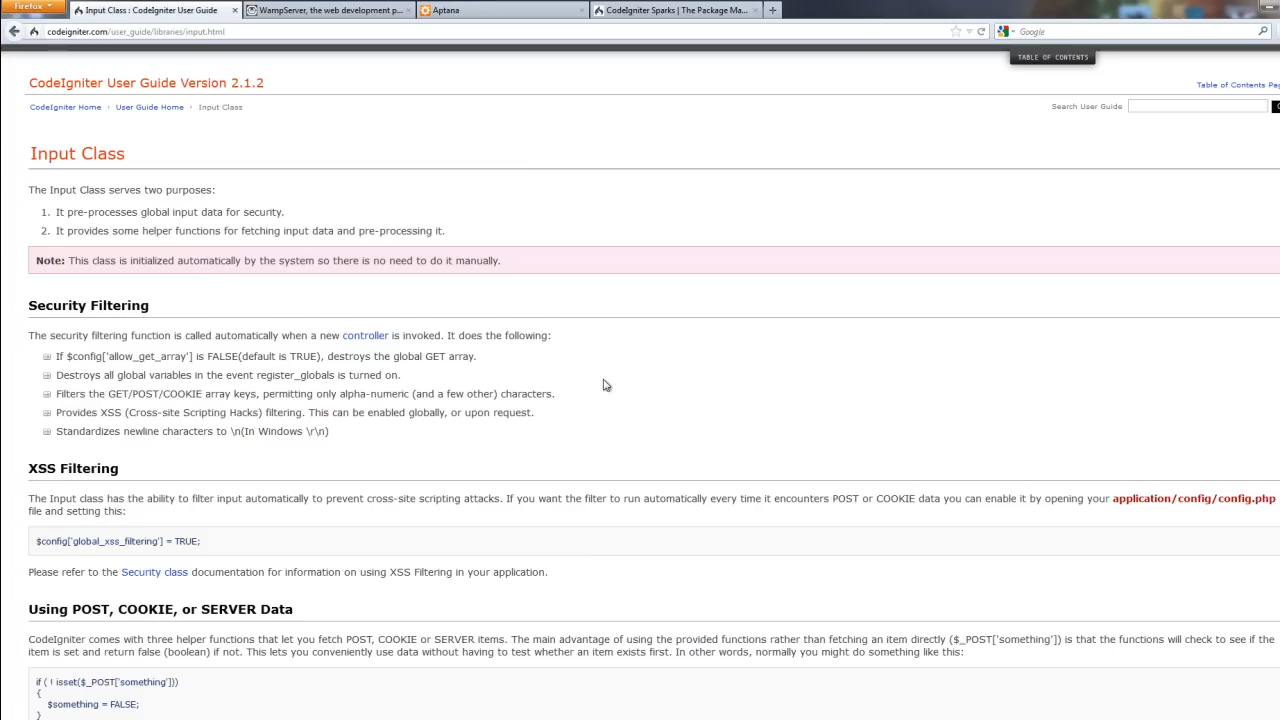 Firefox
Input Class : CodeIgniter User Guide
WampServer, the web development p...
Aptana
CodeIgniter Sparks | The Package Ma...
codeigniter.com/user_guide/libraries/input.html
Google
TABLE OF CONTENTS
CodeIgniter User Guide Version 2.1.2
Table of Contents Pag
CodeIgniter Home › User Guide Home › Input Class
Search User Guide
Input Class
The Input Class serves two purposes:
1. It pre-processes global input data for security.
2. It provides some helper functions for fetching input data and pre-processing it.
Note: This class is initialized automatically by the system so there is no need to do it manually.
Security Filtering
The security filtering function is called automatically when a new controller is invoked. It does the following:
If $config['allow_get_array'] is FALSE(default is TRUE), destroys the global GET array.
Destroys all global variables in the event register_globals is turned on.
Filters the GET/POST/COOKIE array keys, permitting only alpha-numeric (and a few other) characters.
Provides XSS (Cross-site Scripting Hacks) filtering. This can be enabled globally, or upon request.
Standardizes newline characters to \n(In Windows \r\n)
XSS Filtering
The Input class has the ability to filter input automatically to prevent cross-site scripting attacks. If you want the filter to run automatically every time it encounters POST or COOKIE data you can enable it by opening your application/config/config.php
file and setting this:
$config['global_xss_filtering'] = TRUE;
Please refer to the Security class documentation for information on using XSS Filtering in your application.
Using POST, COOKIE, or SERVER Data
CodeIgniter comes with three helper functions that let you fetch POST, COOKIE or SERVER items. The main advantage of using the provided functions rather than fetching an item directly ($_POST['something']) is that the functions will check to see if the
item is set and return false (boolean) if not. This lets you conveniently use data without having to test whether an item exists first. In other words, normally you might do something like this:
if ( ! isset($_POST['something']))
{
$something = FALSE;
}